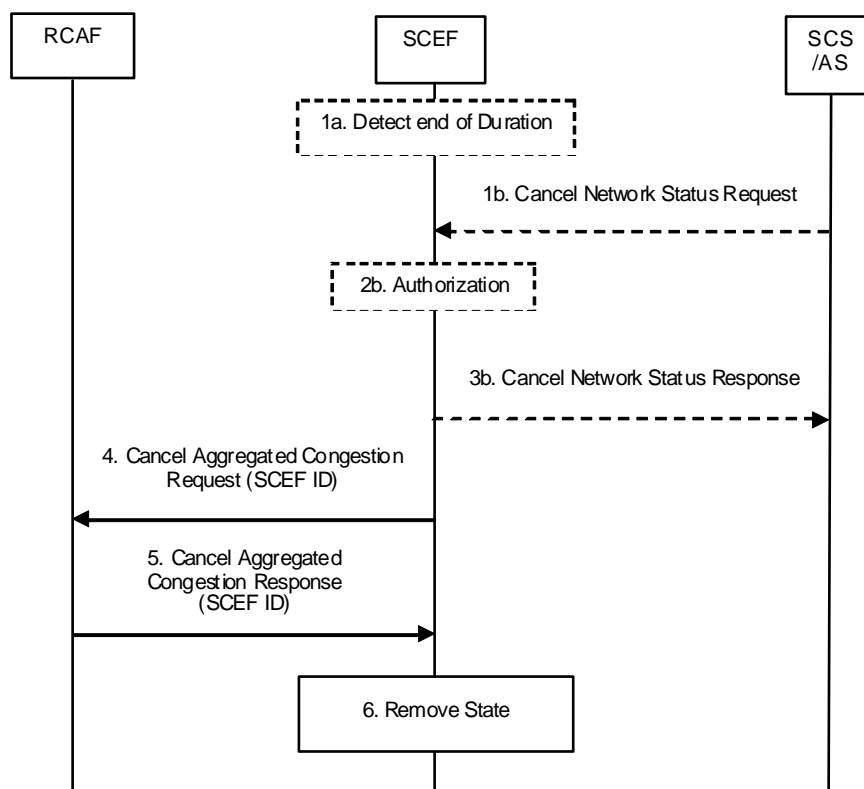 RCAF
SCEF
SCS
/AS
1a. Detect end of Duration
1b. Cancel Network Status Request
2b. Authorization
3b. Cancel Network Status Response
4. Cancel Aggregated Congestion
Request (SCEF ID)
5. Cancel Aggregated
Congestion Response
(SCEF ID)
6. Remove State